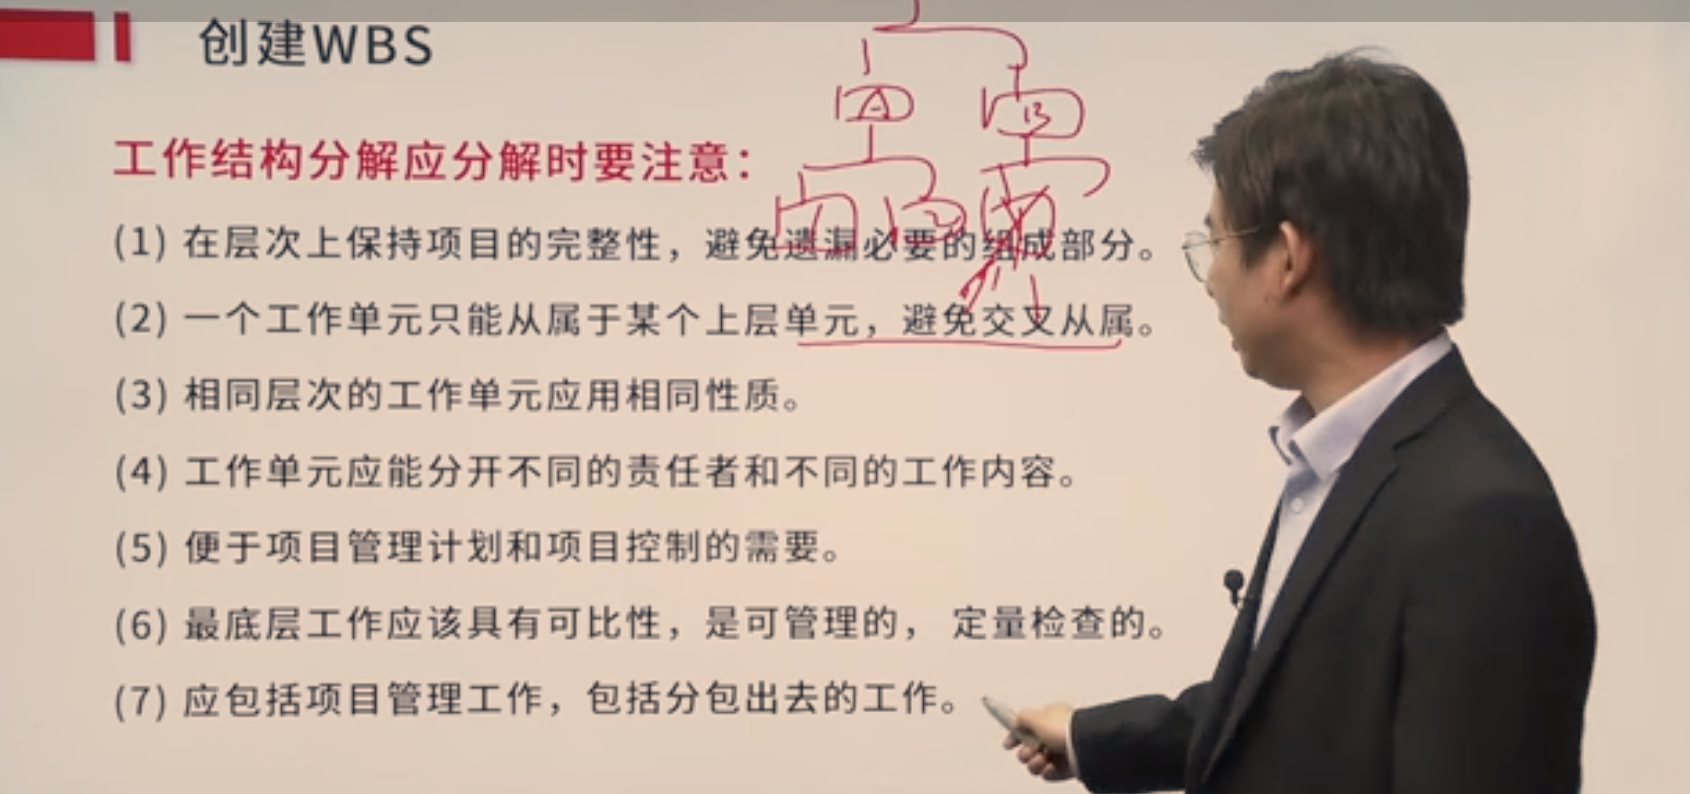 创建WBS
A
B
工作结构分解应分解时要注意：
(1) 在层次上保持项目的完整性，避免遗漏必要的组成部分。
(2) 一个工作单元只能从属于某个上层单元，避免交叉从属。
(3) 相同层次的工作单元应用相同性质。
(4) 工作单元应能分开不同的责任者和不同的工作内容。
(5) 便于项目管理计划和项目控制的需要。
(6) 最底层工作应该具有可比性，是可管理的， 定量检查的。
(7) 应包括项目管理工作，包括分包出去的工作。